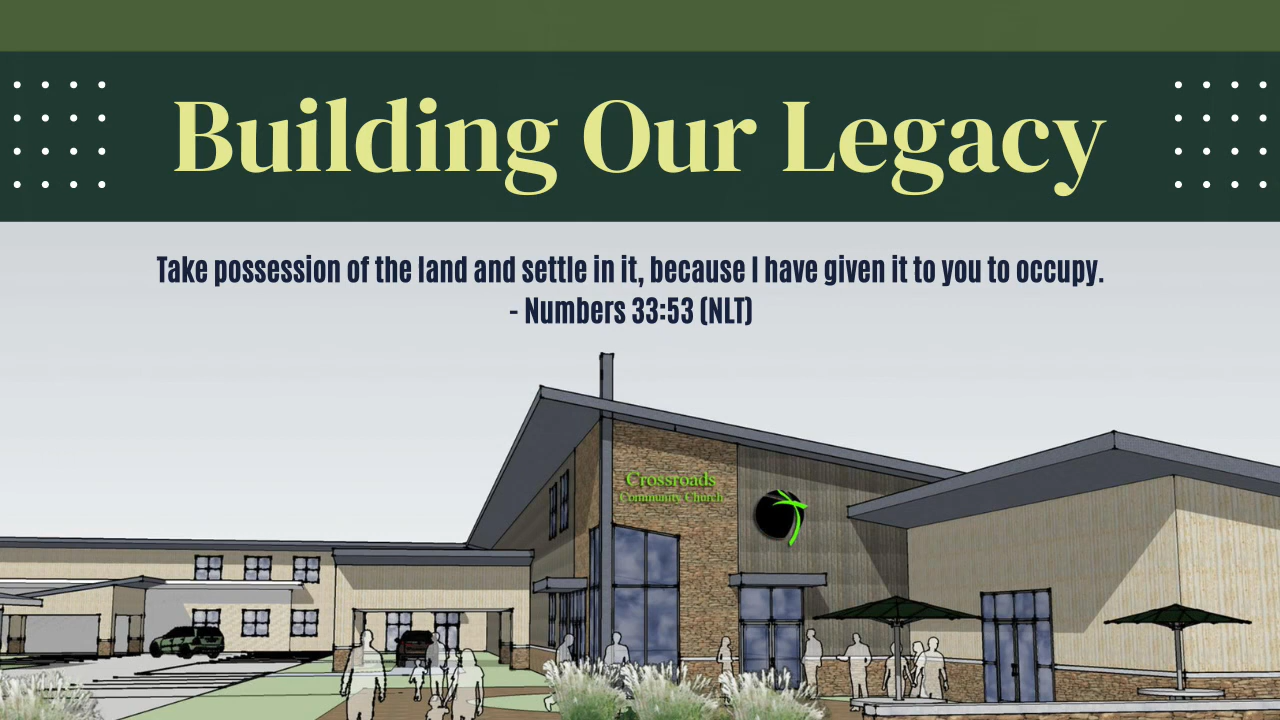 Building Our Legacy
Take possession of the land and settle in it, because I have given it to you to occupy.
- Numbers 33:53 (NLT)
Crossroads
Community Church